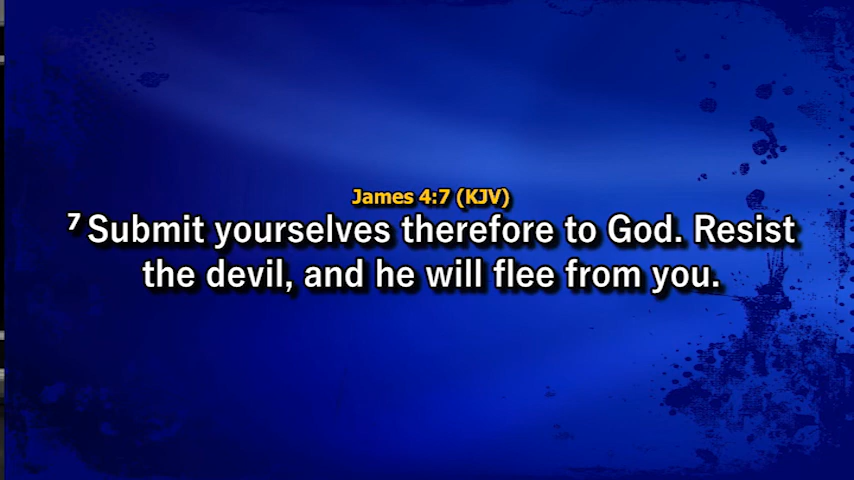 James 4:7 (KJV)
⁷ Submit yourselves therefore to God. Resist
the devil, and he will flee from you.